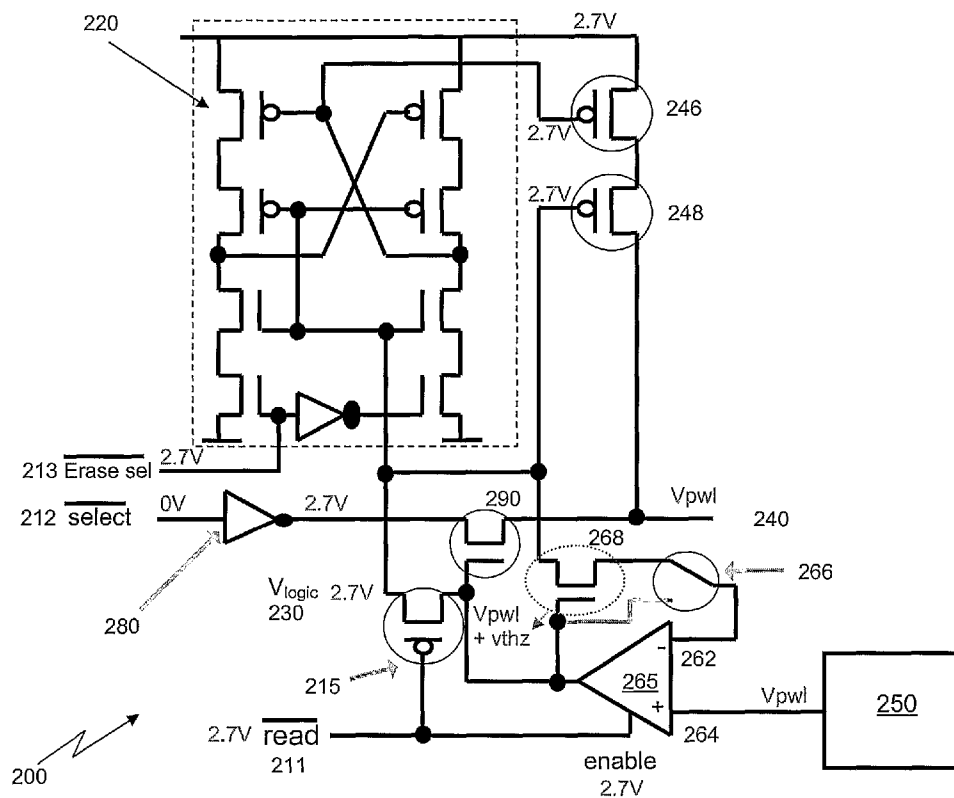 220
2.7V
246
2.7V
2.7V
248
213 Erase sel
2.7V
212 select
0V
2.7V
290
Vpwl
240
268
266
280
Vlogic
230
2.7V
Vpwl
+ vthz
215
-
262
265
+
264
Vpwl
250
2.7V read
211
enable
2.7V
200